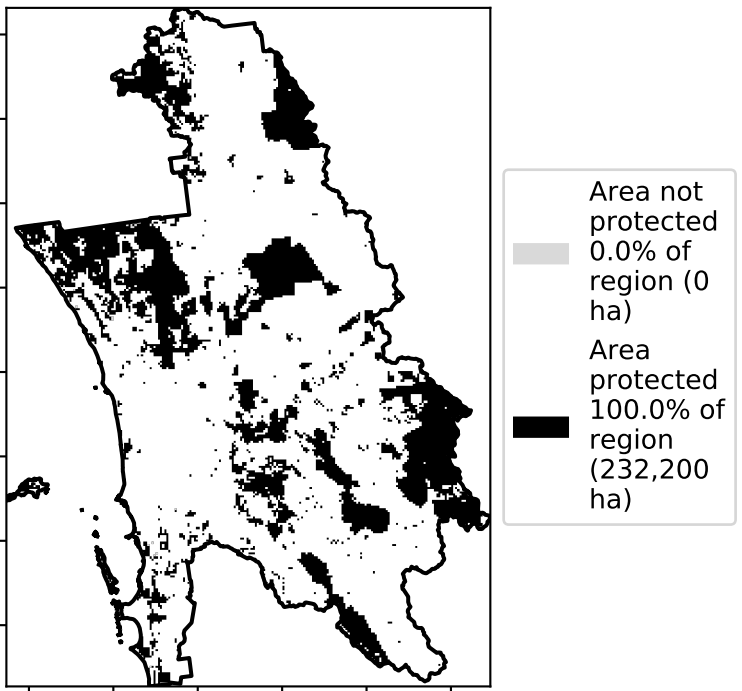 Area not
protected
0.0% of
region (0
ha)
Area
protected
100.0% of
region
(232,200
ha)